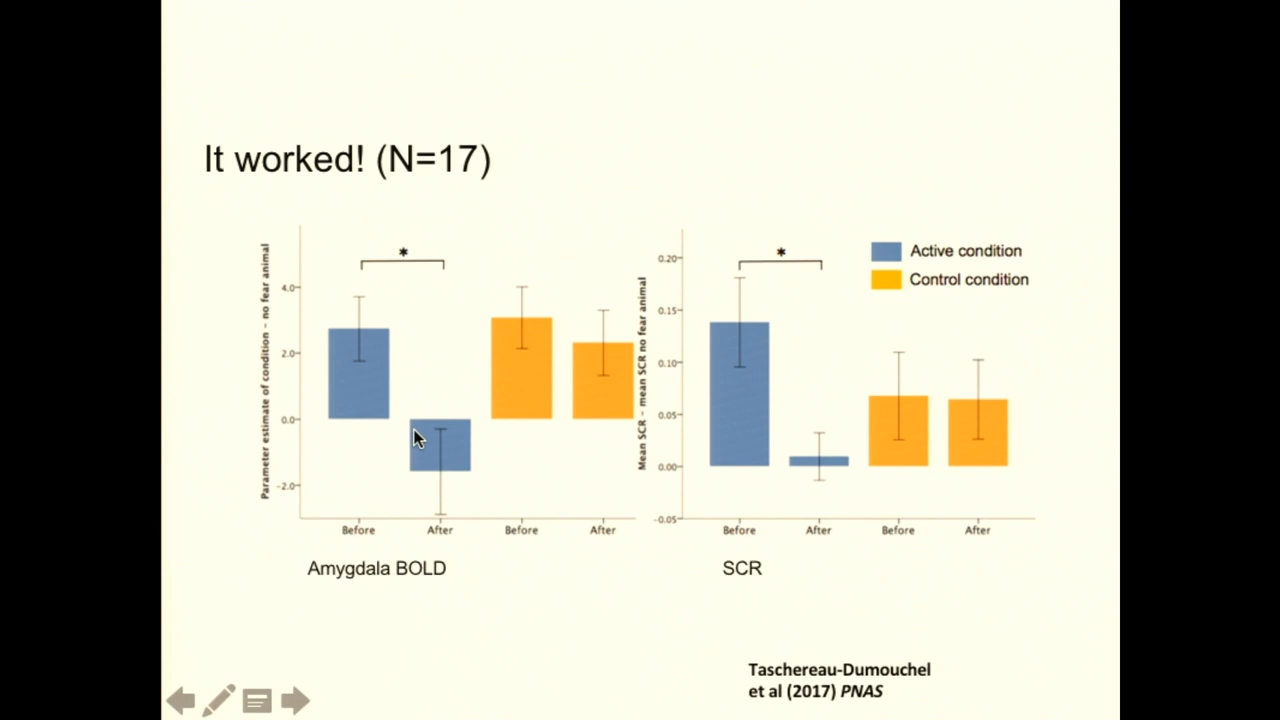 It worked! (N=17)
Parameter estimate of condition - no fear animal
4.0
2.0
0.0
-2.0
*
Before
After
Before
After
Amygdala BOLD
Mean SCR - mean SCR no fear animal
0.20
0.15
0.10
0.05
0.00
-0.05
*
Active condition
Control condition
Before
After
Before
After
SCR
Taschereau-Dumouchel
et al (2017) PNAS